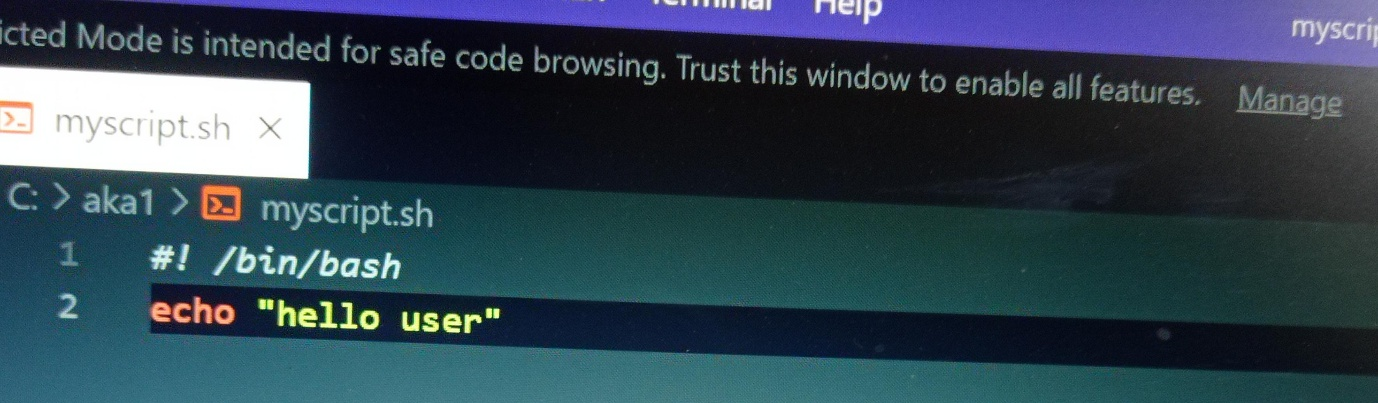 Help
myscri
icted Mode is intended for safe code browsing. Trust this window to enable all features. Manage
myscript.sh
C: > aka1 > myscript.sh
1 #! /bin/bash
2 echo "hello user"